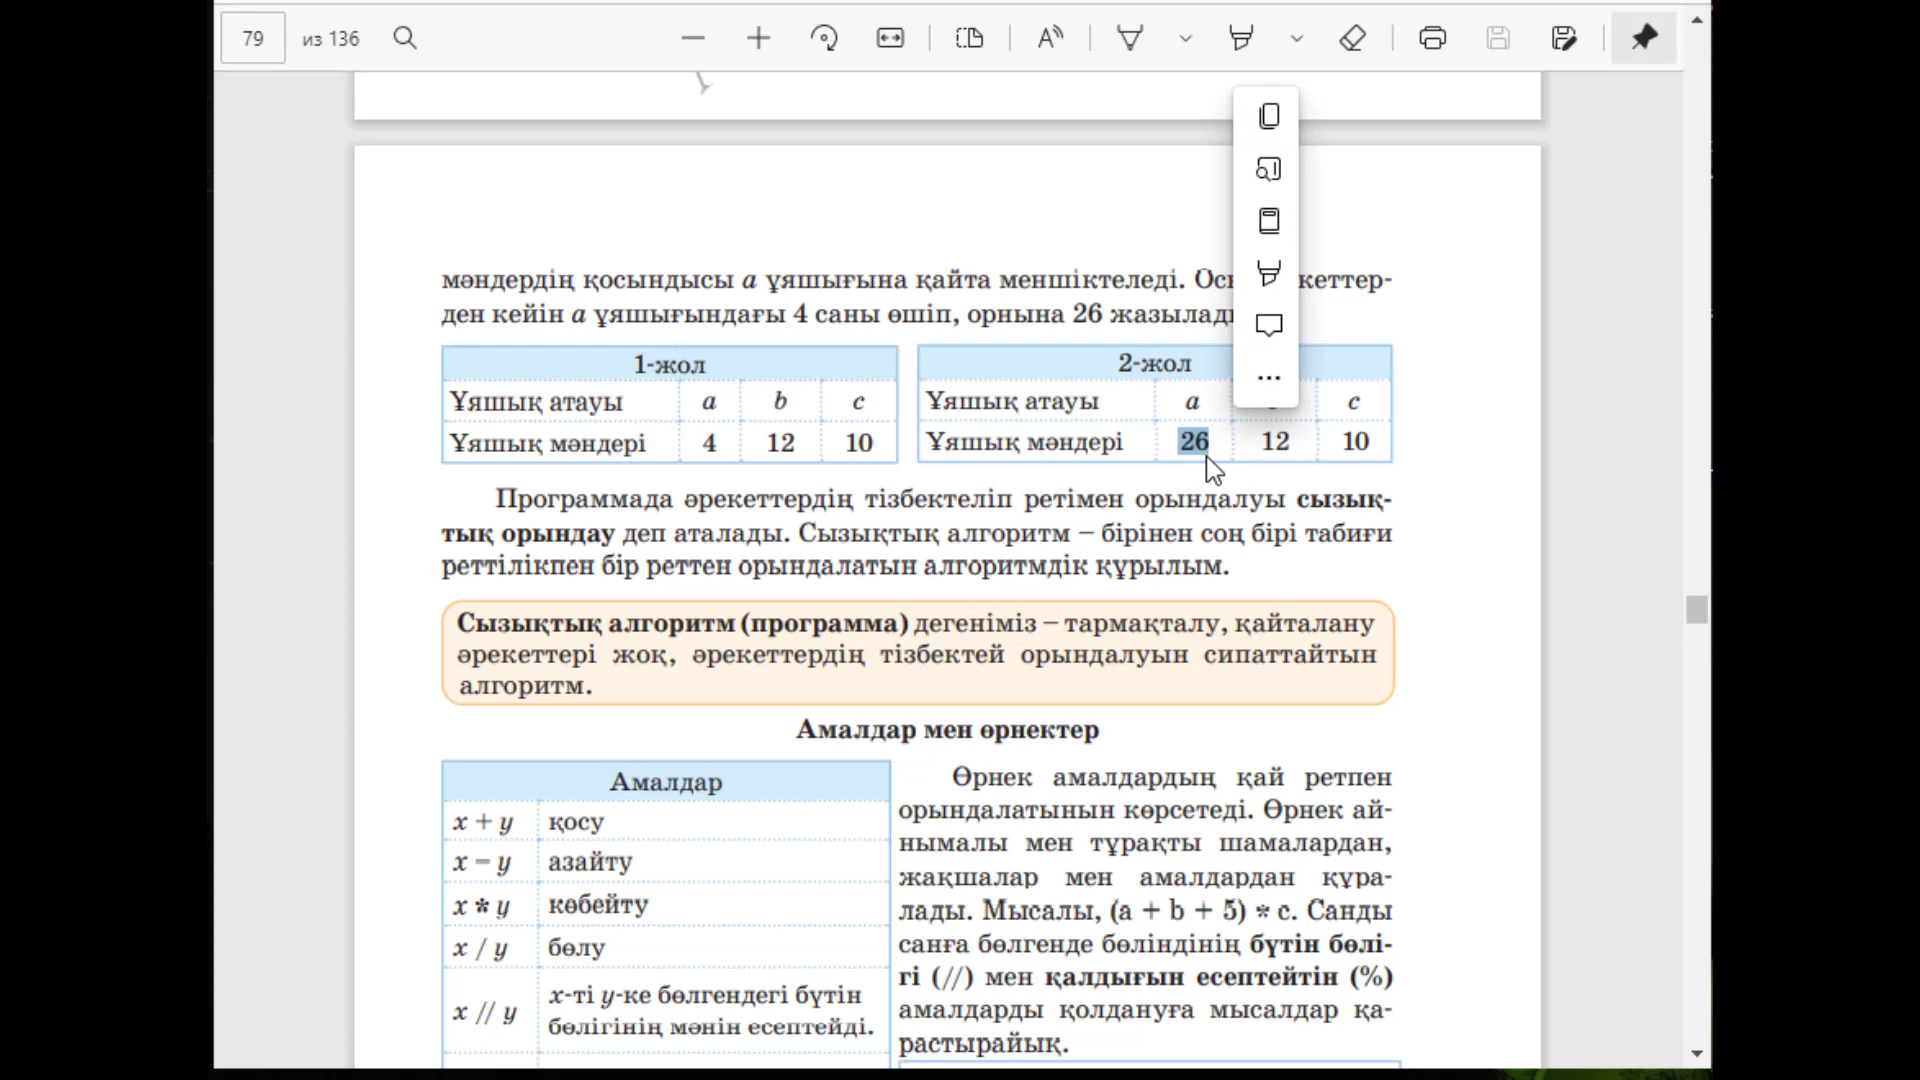 79 из 136
мәндердің қосындысы a ұяшығына қайта меншіктеледі. кеттер-
ден кейін a ұяшығындағы 4 саны өшіп, орнына 26
1-жол
Ұяшық атауы a b c
Ұяшық мәндері 4 12 10
2-жол
Ұяшық атауы a c
Ұяшық мәндері 26 12 10
Программада әрекеттердің тізбектеліп ретімен орындалуы сызық-
тық орындау деп аталады. Сызықтық алгоритм – бірінен соң бірі табиғи
реттілікпен бір реттен орындалатын алгоритмдік құрылым.
Сызықтық алгоритм (программа) дегеніміз – тармақталу, қайталану
әрекеттері жоқ, әрекеттердің тізбектей орындалуын сипаттайтын
алгоритм.
Амалдар мен өрнектер
Амалдар
x + y қосу
x – y азайту
x * y көбейту
x / y бөлу
x // y x-ті y-ке бөлгендегі бүтін
бөлігінің мәнін есептейді.
Өрнек амалдардың қай ретпен
орындалатынын көрсетеді. Өрнек ай-
нымалы мен тұрақты шамалардан,
жақшалар мен амалдардан құра-
лады. Мысалы, (a + b + 5) * c. Санды
санға бөлгенде бөліндінің бүтін бөлі-
гі (//) мен қалдығын есептейтін (%)
амалдарды қолдануға мысалдар қа-
растырайық.